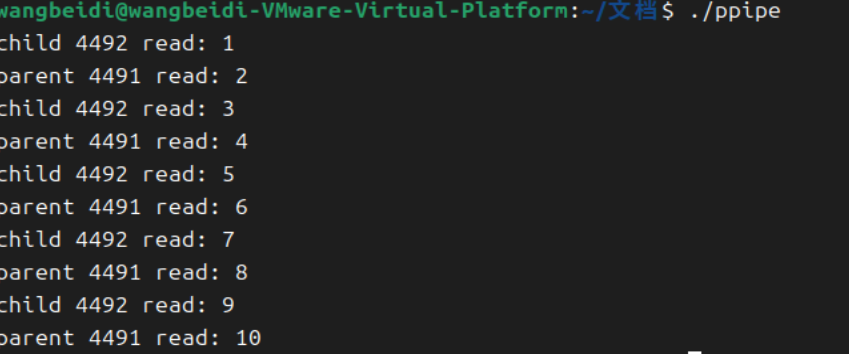 wangbeidi@wangbeidi-VMware-Virtual-Platform:~/文档$ ./ppipe
child 4492 read: 1
parent 4491 read: 2
child 4492 read: 3
parent 4491 read: 4
child 4492 read: 5
parent 4491 read: 6
child 4492 read: 7
parent 4491 read: 8
child 4492 read: 9
parent 4491 read: 10